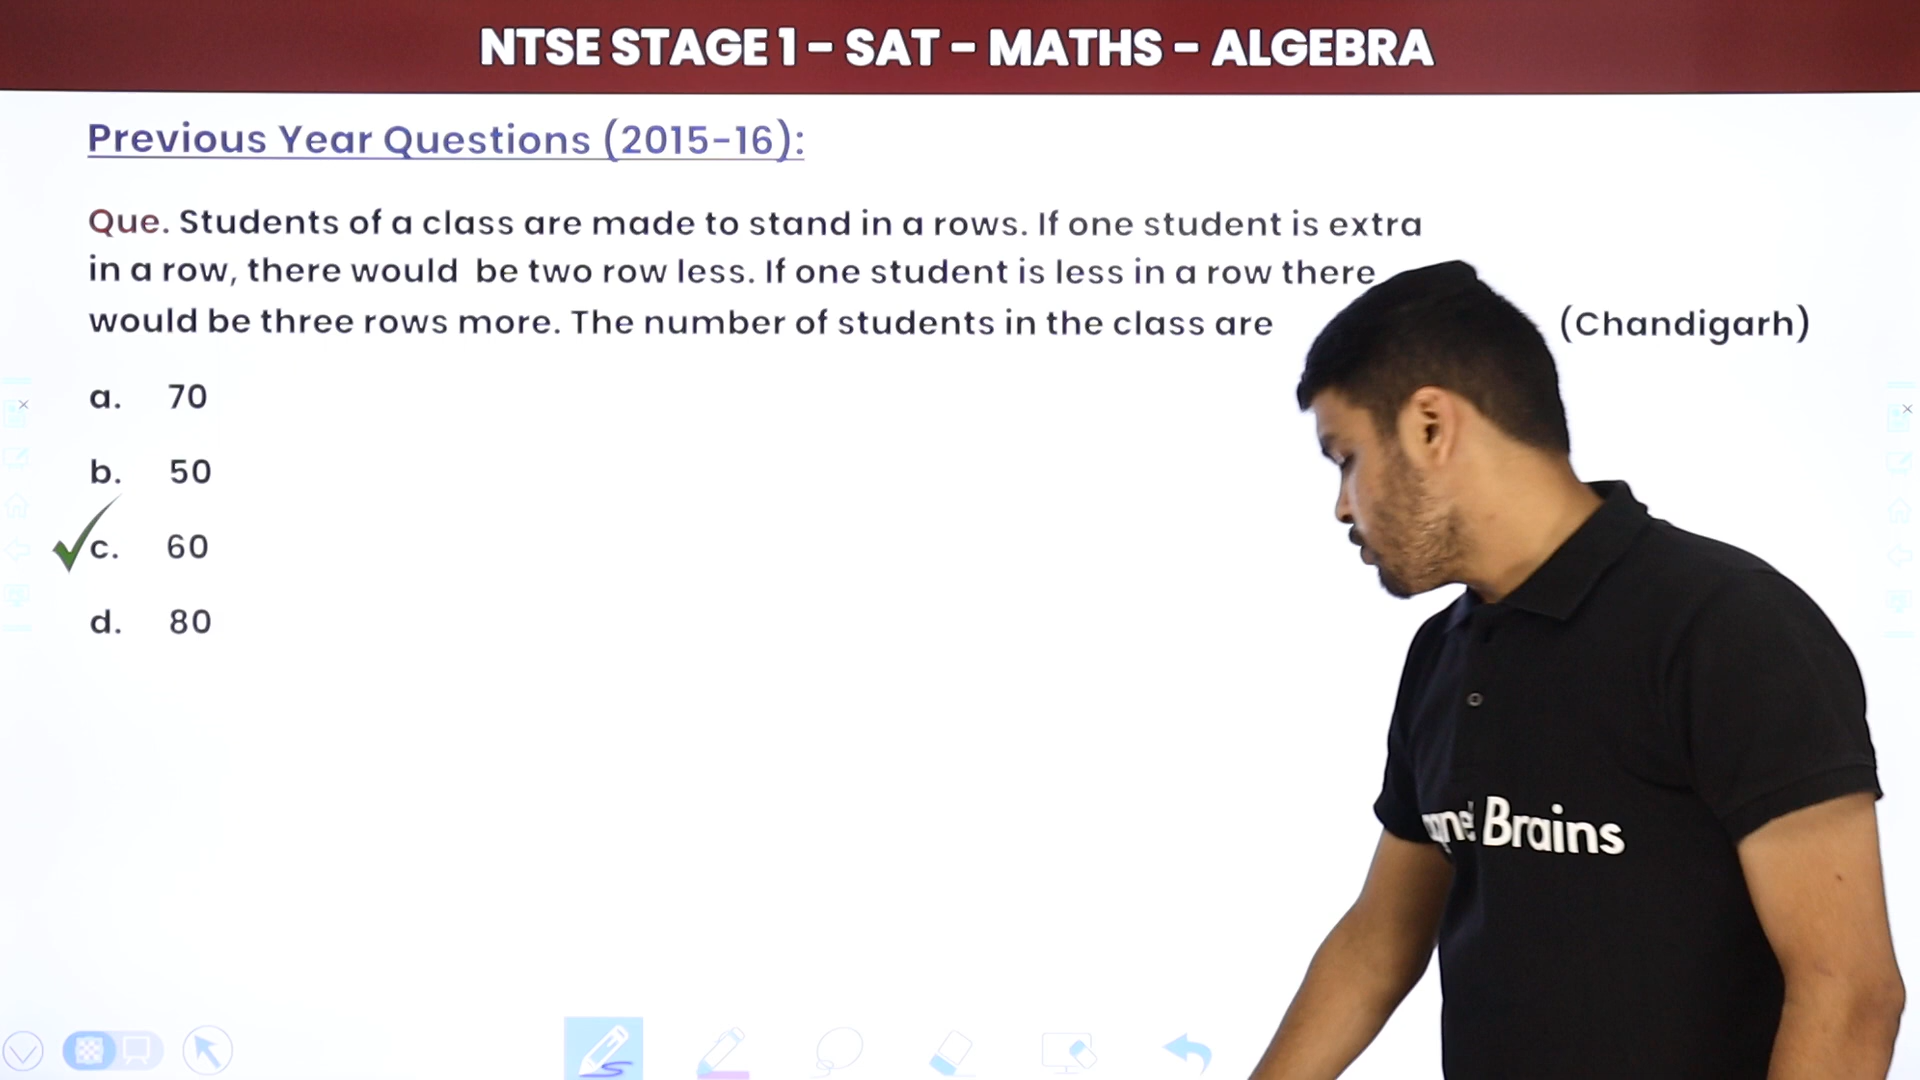 NTSE STAGE 1 – SAT – MATHS – ALGEBRA
Previous Year Questions (2015-16):
Que. Students of a class are made to stand in a rows. If one student is extra
in a row, there would be two row less. If one student is less in a row there
would be three rows more. The number of students in the class are (Chandigarh)
a. 70
b. 50
c. 60
d. 80
Brains